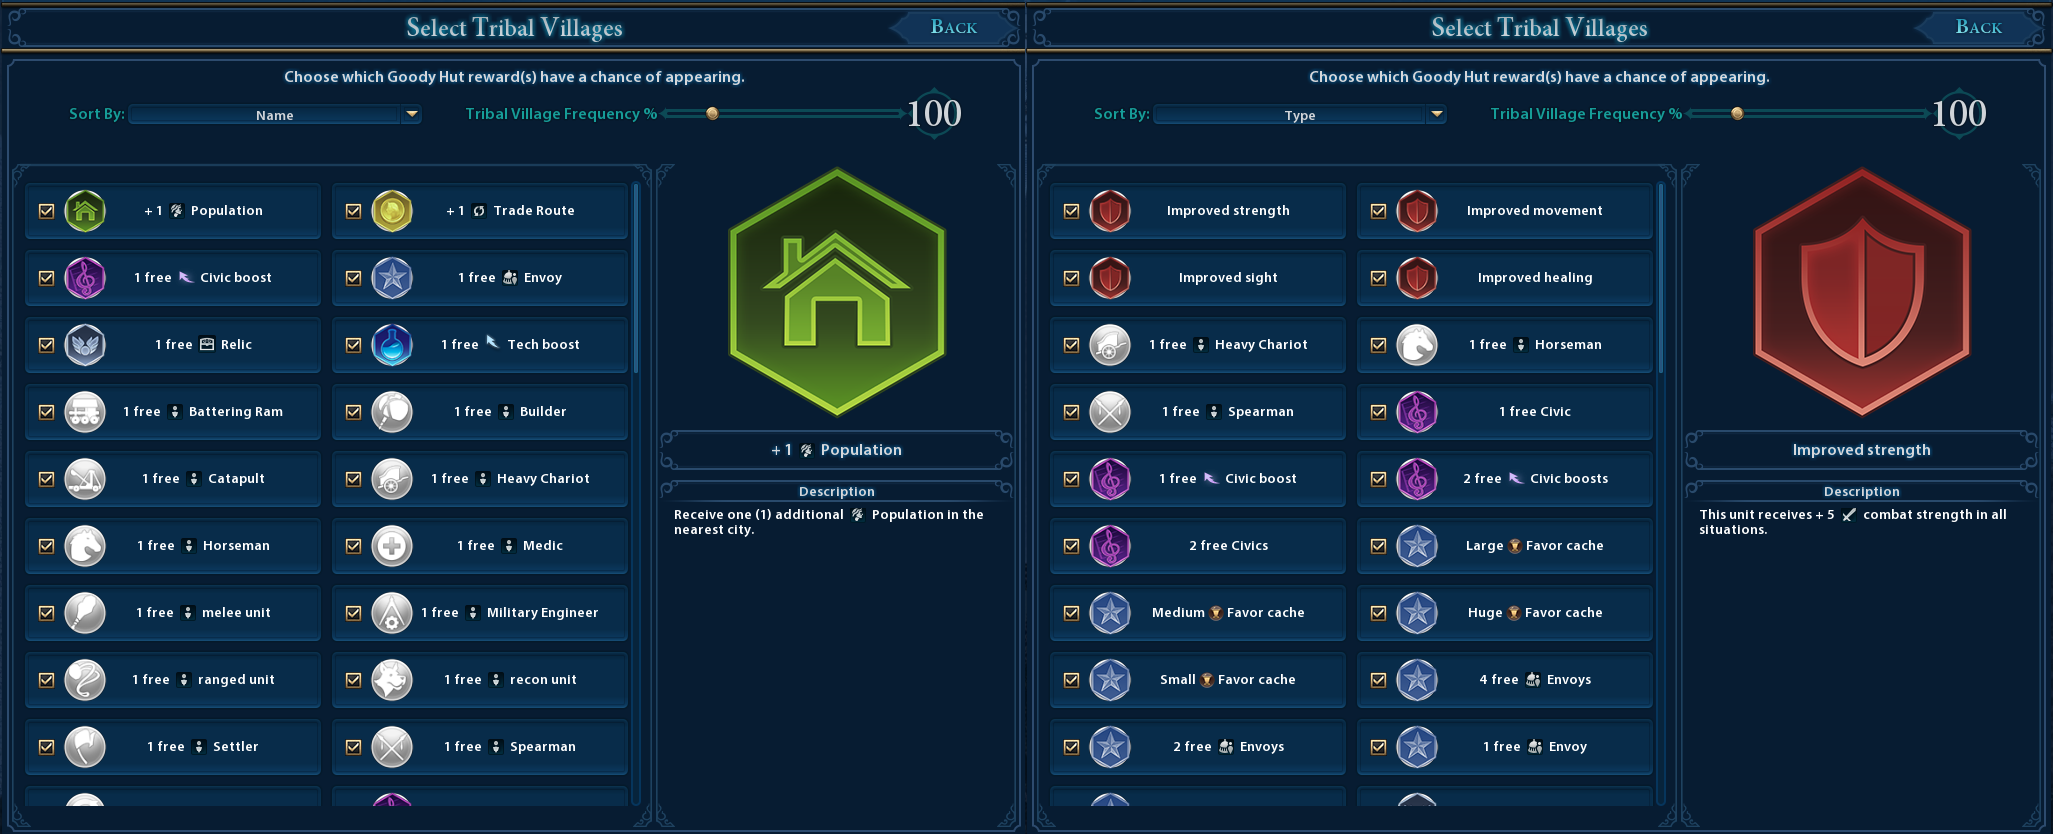 Select Tribal Villages
BACK
Choose which Goody Hut reward(s) have a chance of appearing.
Sort By: Name
Tribal Village Frequency % 100
+ 1 Population
+ 1 Trade Route
1 free Civic boost
1 free Envoy
1 free Relic
1 free Tech boost
1 free Battering Ram
1 free Builder
1 free Catapult
1 free Heavy Chariot
1 free Horseman
1 free Medic
1 free melee unit
1 free Military Engineer
1 free ranged unit
1 free recon unit
1 free Settler
1 free Spearman
+ 1 Population
Description
Receive one (1) additional Population in the
nearest city.
Select Tribal Villages
BACK
Choose which Goody Hut reward(s) have a chance of appearing.
Sort By: Type
Tribal Village Frequency % 100
Improved strength
Improved movement
Improved sight
Improved healing
1 free Heavy Chariot
1 free Horseman
1 free Spearman
1 free Civic
1 free Civic boost
2 free Civic boosts
2 free Civics
Large Favor cache
Medium Favor cache
Huge Favor cache
Small Favor cache
4 free Envoys
2 free Envoys
1 free Envoy
Improved strength
Description
This unit receives + 5 combat strength in all
situations.